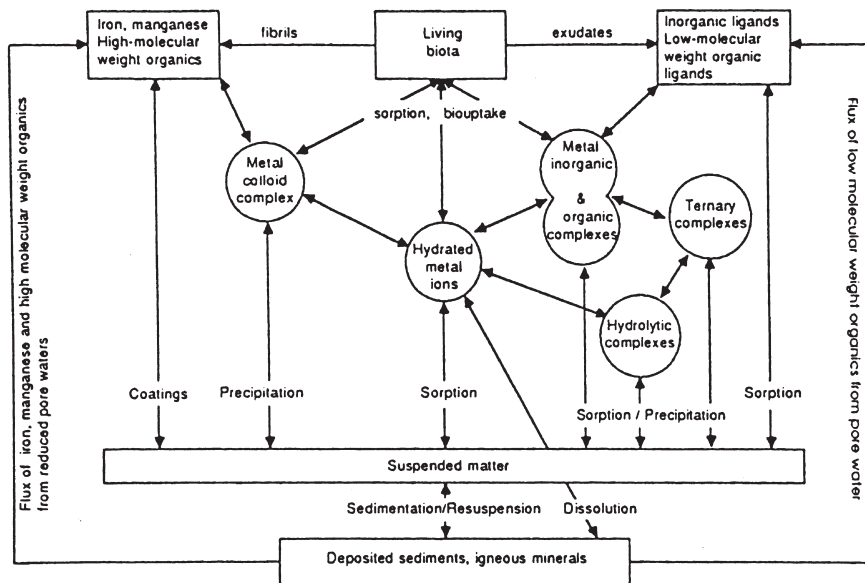 Iron, manganese
High-molecular
weight organics
fibrils
Living
biota
exudates
Inorganic ligands
Low-molecular
weight organic
ligands
sorption, biouptake
Metal
colloid
complex
Metal
inorganic
&
organic
complexes
Ternary
complexes
Hydrated
metal
ions
Hydrolytic
complexes
Coatings
Precipitation
Sorption
Sorption / Precipitation
Sorption
Suspended matter
Sedimentation/Resuspension
Dissolution
Deposited sediments, igneous minerals
Flux of iron, manganese and high molecular weight organics
from reduced pore waters
Flux of low molecular weight organics from pore water